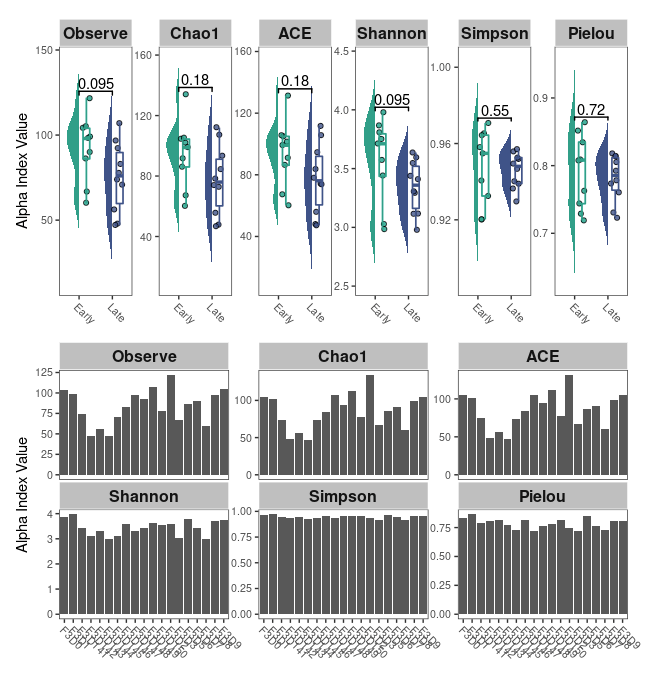 Observe Chao1 ACE Shannon Simpson Pielou
150 160 160 4.5 1.00 0.9
0.095 0.18 0.18 0.095 0.55 0.72
100 120 120 4.0 0.96 0.8
80 80 3.5
50 40 40 3.0 0.92 0.7
2.5
Alpha Index Value
Early Late Early Late Early Late Early Late Early Late Early Late
Observe Chao1 ACE
125
100 100 100
75
50 50 50
25
0 0 0
Alpha Index Value
Shannon Simpson Pielou
4 1.00
3 0.75 0.75
2 0.50 0.50
1 0.25 0.25
0 0.00 0.00